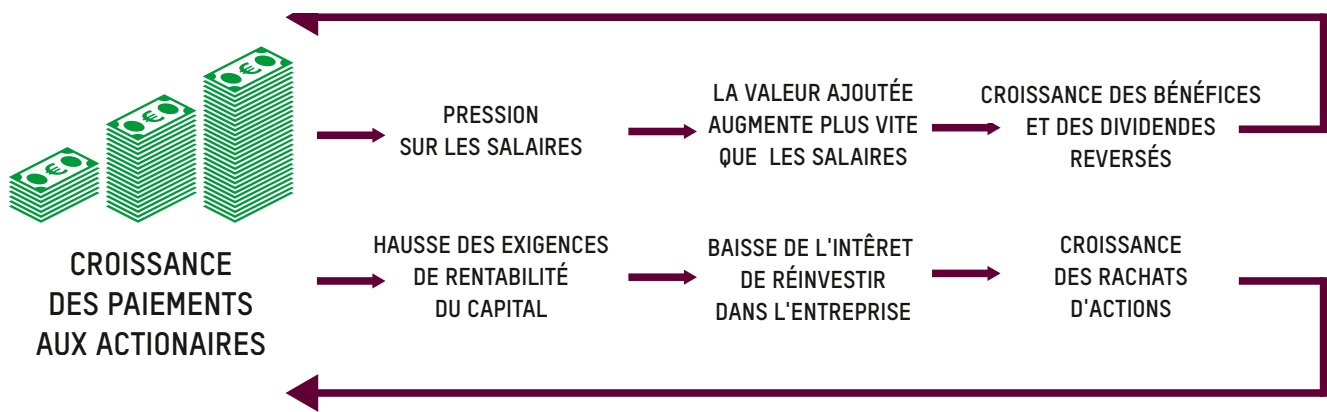 PRESSION
SUR LES SALAIRES
LA VALEUR AJOUTÉE
AUGMENTE PLUS VITE
QUE LES SALAIRES
CROISSANCE DES BÉNÉFICES
ET DES DIVIDENDES
REVERSÉS
CROISSANCE
DES PAIEMENTS
AUX ACTIONAIRES
HAUSSE DES EXIGENCES
DE RENTABILITÉ
DU CAPITAL
BAISSE DE L'INTÊRET
DE RÉINVESTIR
DANS L'ENTREPRISE
CROISSANCE
DES RACHATS
D'ACTIONS